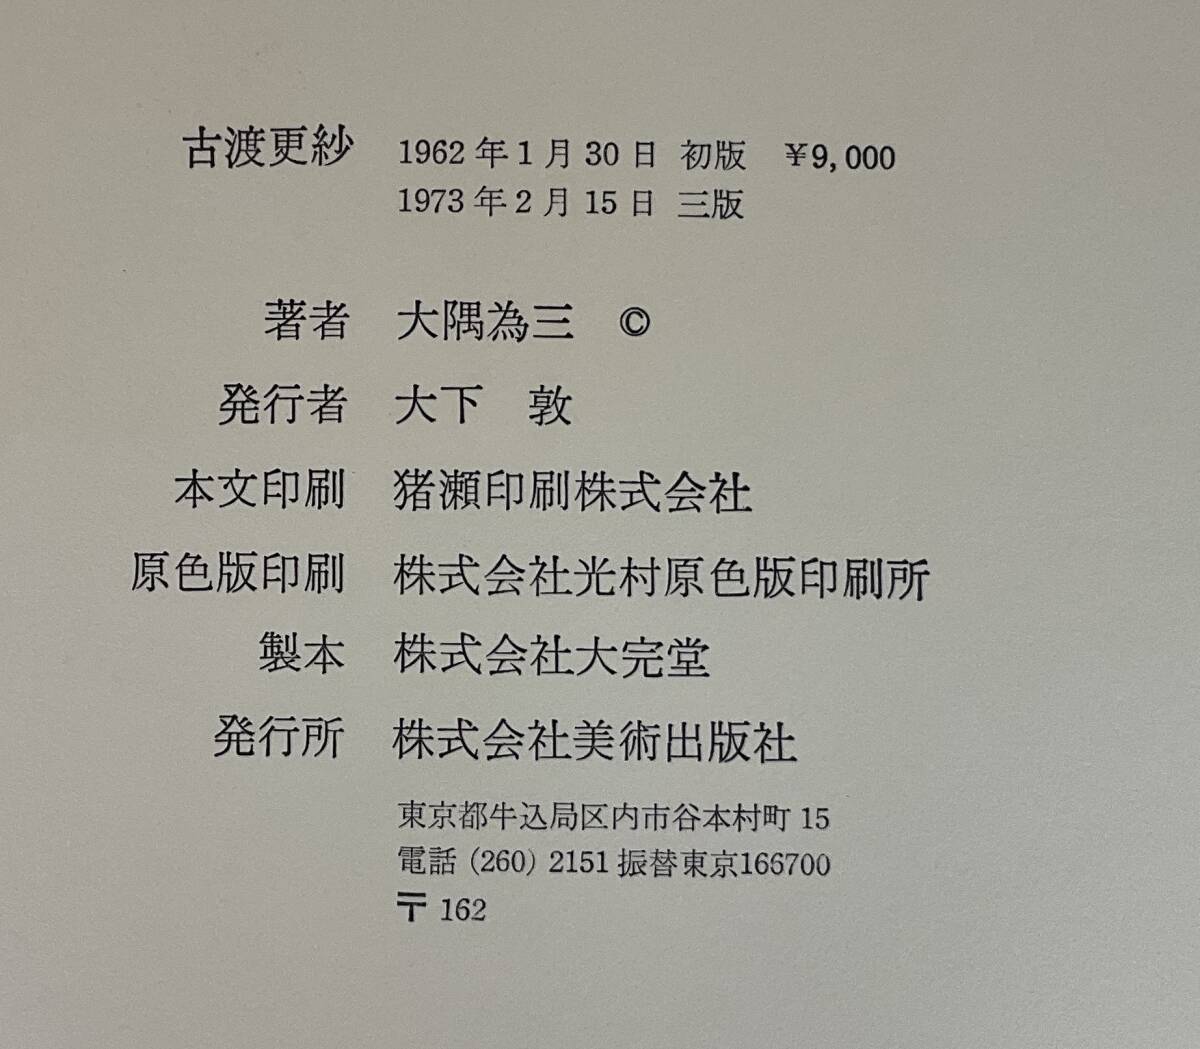 古渡更紗 1962年1月30日 初版 ¥9,000
1973年2月15日 三版
著者 大隅為三 ©
発行者 大下 敦
本文印刷 猪瀬印刷株式会社
原色版印刷 株式会社光村原色版印刷所
製本 株式会社大完堂
発行所 株式会社美術出版社
東京都牛込局区内市谷本村町 15
電話 (260) 2151 振替東京166700
〒 162